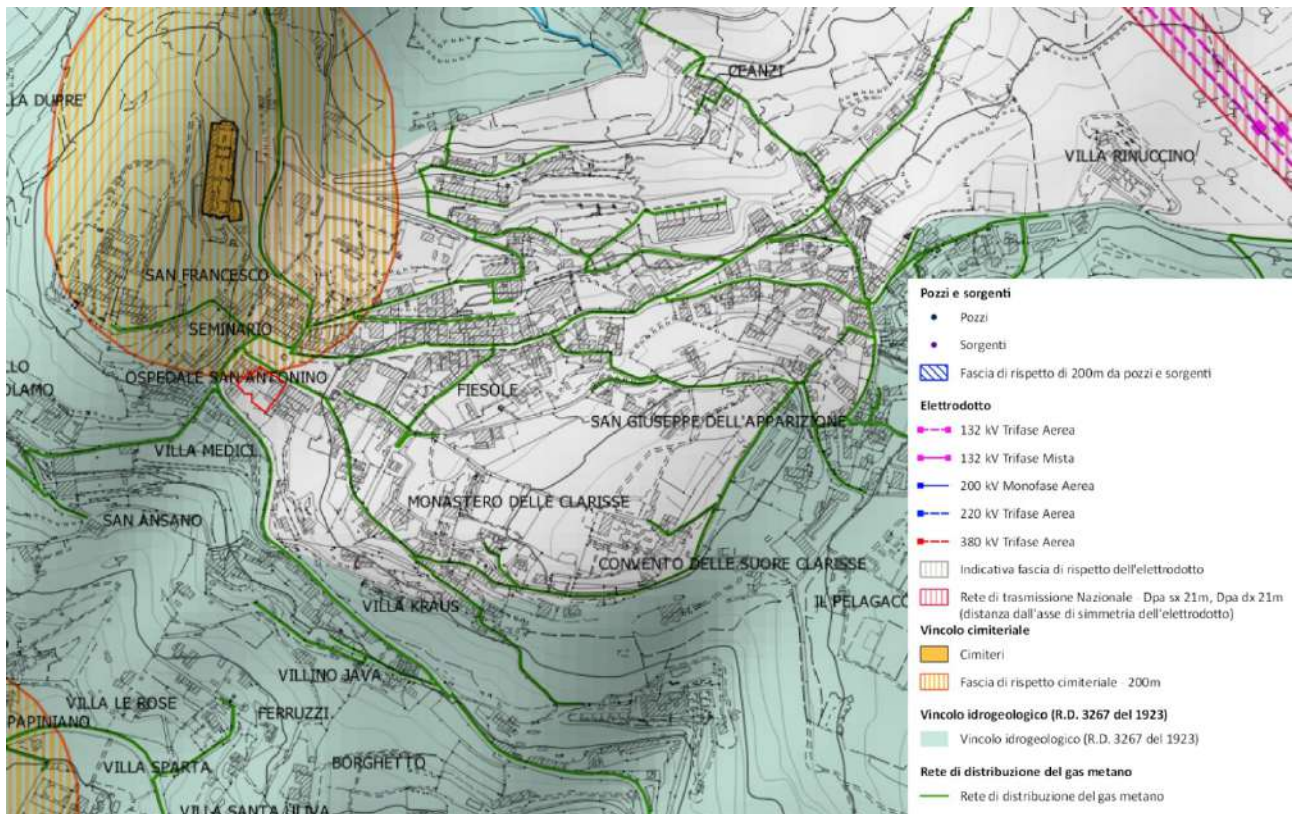 CEANZI
LA DUPRE'
VILLA RINUCCINO
SAN FRANCESCO
SEMINARIO
OSPEDALE SAN ANTONINO
OLAMO
FIESOLE
SAN GIUSEPPE DELL'APPARIZIONE
VILLA MEDICI
MONASTERO DELLE CLARISSE
SAN ANSANO
CONVENTO DELLE SUORE CLARISSE
VILLA KRAUS
IL PELAGACC
VILLINO JAVA
VILLA LE ROSE
FERRUZZI
PAPINIANO
BORGHETTO
VILLA SPARTA
VILLA SANTA ULIVA
Pozzi e sorgenti
Pozzi
Sorgenti
Fascia di rispetto di 200m da pozzi e sorgenti
Elettrodotto
132 kV Trifase Aerea
132 kV Trifase Mista
200 kV Monofase Aerea
220 kV Trifase Aerea
380 kV Trifase Aerea
Indicativa fascia di rispetto dell'elettrodotto
Rete di trasmissione Nazionale - Dpa sx 21m, Dpa dx 21m
(distanza dall'asse di simmetria dell'elettrodotto)
Vincolo cimiteriale
Cimiteri
Fascia di rispetto cimiteriale - 200m
Vincolo idrogeologico (R.D. 3267 del 1923)
Vincolo idrogeologico (R.D. 3267 del 1923)
Rete di distribuzione del gas metano
Rete di distribuzione del gas metano